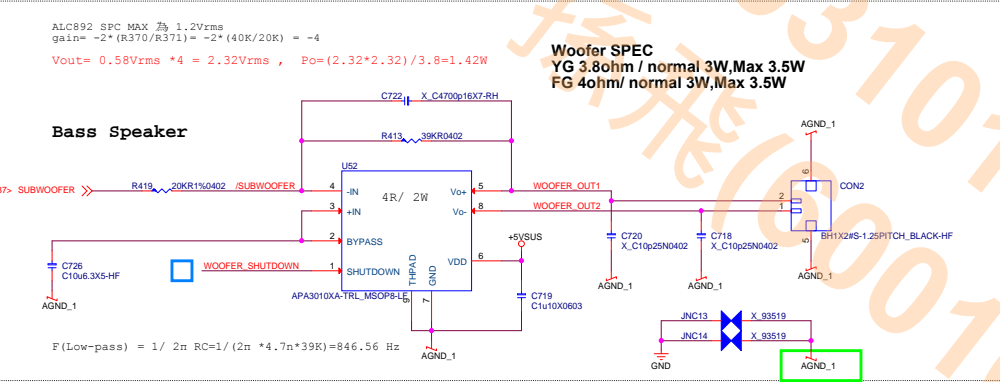 ALC892 SPC MAX 為 1.2Vrms
gain= -2*(R370/R371)= -2*(40K/20K) = -4
Vout= 0.58Vrms *4 = 2.32Vrms , Po=(2.32*2.32)/3.8=1.42W
Woofer SPEC
YG 3.8ohm / normal 3W,Max 3.5W
FG 4ohm/ normal 3W,Max 3.5W
C722 X_C4700p16X7-RH
Bass Speaker
R413 39KR0402
AGND_1
U52
37> SUBWOOFER R419 20KR1%0402 /SUBWOOFER 4 -IN 4R/ 2W Vo+ 5 WOOFER_OUT1
6 CON2
2
3 +IN Vo- 8 WOOFER_OUT2 1
2 BYPASS +5VSUS C720 C718 5 BH1X2#S-1.25PITCH_BLACK-HF
X_C10p25N0402 X_C10p25N0402
C726
C10u6.3X5-HF
WOOFER_SHUTDOWN 1 SHUTDOWN THPAD GND VDD 6
AGND_1 AGND_1 AGND_1
APA3010XA-TRL_MSOP8-LF 9 7 C719
C1u10X0603
AGND_1
JNC13 X_93519
JNC14 X_93519
F(Low-pass) = 1/ 2π RC=1/(2π *4.7n*39K)=846.56 Hz
AGND_1
GND
AGND_1